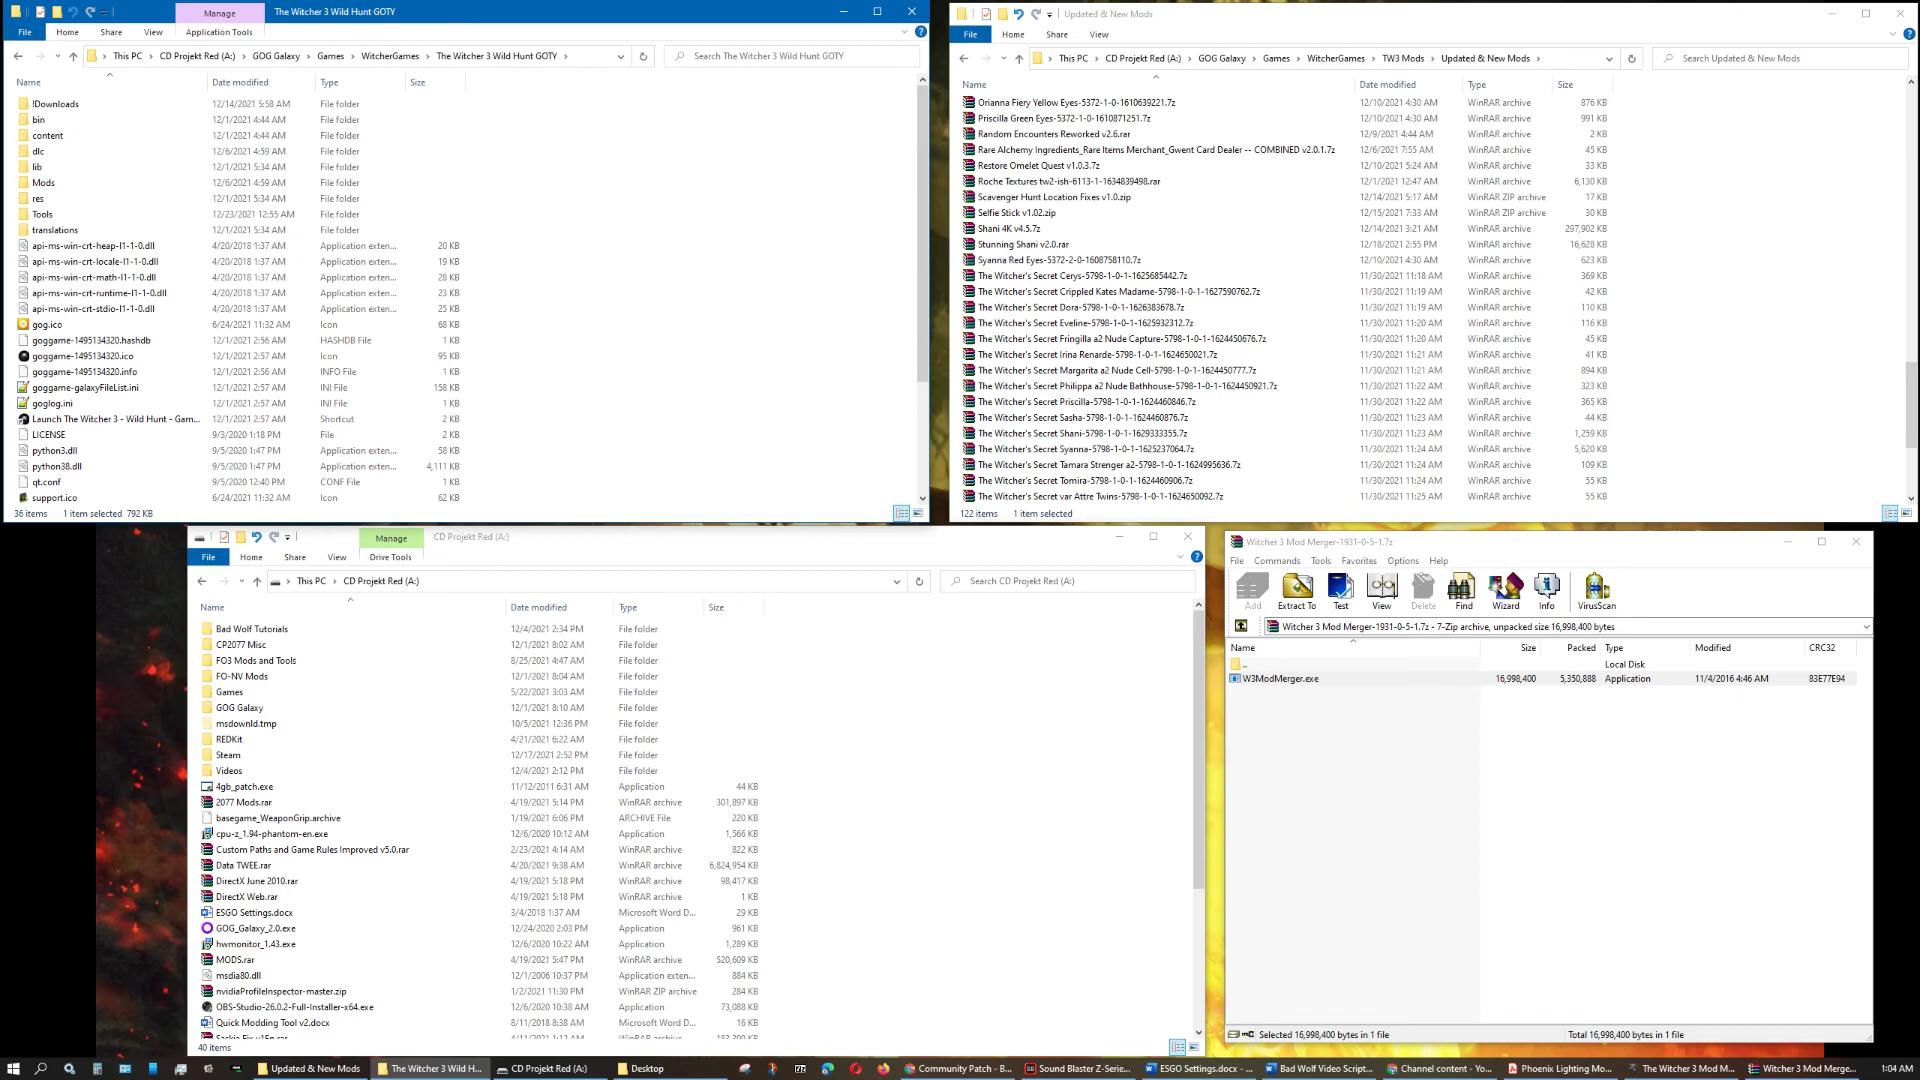 Manage
The Witcher 3 Wild Hunt GOTY
File
Home
Share
View
Application Tools
This PC > CD Projekt Red (A:) > GOG Galaxy > Games > WitcherGames > The Witcher 3 Wild Hunt GOTY >
Search The Witcher 3 Wild Hunt GOTY
Name Date modified Type Size
!Downloads 12/14/2021 5:58 AM File folder
bin 12/1/2021 4:44 AM File folder
content 12/1/2021 4:44 AM File folder
dlc 12/6/2021 4:59 AM File folder
lib 12/1/2021 5:34 AM File folder
Mods 12/6/2021 4:59 AM File folder
res 12/1/2021 5:34 AM File folder
Tools 12/23/2021 12:55 AM File folder
translations 12/1/2021 5:34 AM File folder
api-ms-win-crt-heap-l1-1-0.dll 4/20/2018 1:37 AM Application exten... 20 KB
api-ms-win-crt-locale-l1-1-0.dll 4/20/2018 1:37 AM Application exten... 19 KB
api-ms-win-crt-math-l1-1-0.dll 4/20/2018 1:37 AM Application exten... 28 KB
api-ms-win-crt-runtime-l1-1-0.dll 4/20/2018 1:37 AM Application exten... 23 KB
api-ms-win-crt-stdio-l1-1-0.dll 4/20/2018 1:37 AM Application exten... 25 KB
gog.ico 6/24/2021 11:32 AM Icon 68 KB
goggame-1495134320.hashdb 12/1/2021 2:56 AM HASHDB File 1 KB
goggame-1495134320.ico 12/1/2021 2:57 AM Icon 95 KB
goggame-1495134320.info 12/1/2021 2:56 AM INFO File 1 KB
goggame-galaxyFileList.ini 12/1/2021 2:57 AM INI File 158 KB
goglog.ini 12/1/2021 2:57 AM INI File 1 KB
Launch The Witcher 3 - Wild Hunt - Gam... 12/1/2021 2:57 AM Shortcut 2 KB
LICENSE 9/3/2020 1:18 PM File 2 KB
python3.dll 9/5/2020 1:47 PM Application exten... 58 KB
python38.dll 9/5/2020 1:47 PM Application exten... 4,111 KB
qt.conf 9/5/2020 12:40 PM CONF File 1 KB
support.ico 6/24/2021 11:32 AM Icon 62 KB
36 items 1 item selected 792 KB
Updated & New Mods
File Home Share View
This PC > CD Projekt Red (A:) > GOG Galaxy > Games > WitcherGames > TW3 Mods > Updated & New Mods >
Search Updated & New Mods
Name Date modified Type Size
Orianna Fiery Yellow Eyes-5372-1-0-1610639221.7z 12/10/2021 4:30 AM WinRAR archive 876 KB
Priscilla Green Eyes-5372-1-0-1610871251.7z 12/10/2021 4:30 AM WinRAR archive 991 KB
Random Encounters Reworked v2.6.rar 12/9/2021 4:44 AM WinRAR archive 2 KB
Rare Alchemy Ingredients_Rare Items Merchant_Gwent Card Dealer -- COMBINED v2.0.1.7z 12/6/2021 7:55 AM WinRAR archive 45 KB
Restore Omelet Quest v1.0.3.7z 12/10/2021 5:24 AM WinRAR archive 33 KB
Roche Textures tw2-ish-6113-1-1634839498.rar 12/1/2021 12:47 AM WinRAR archive 6,130 KB
Scavenger Hunt Location Fixes v1.0.zip 12/14/2021 5:17 AM WinRAR ZIP archive 17 KB
Selfie Stick v1.02.zip 12/15/2021 7:33 AM WinRAR ZIP archive 30 KB
Shani 4K v4.5.7z 12/14/2021 3:21 AM WinRAR archive 297,902 KB
Stunning Shani v2.0.rar 12/18/2021 2:55 PM WinRAR archive 16,628 KB
Syanna Red Eyes-5372-2-0-1608758110.7z 12/10/2021 4:30 AM WinRAR archive 623 KB
The Witcher's Secret Cerys-5798-1-0-1-1625685442.7z 11/30/2021 11:18 AM WinRAR archive 369 KB
The Witcher's Secret Crippled Kates Madame-5798-1-0-1-1627590762.7z 11/30/2021 11:19 AM WinRAR archive 42 KB
The Witcher's Secret Dora-5798-1-0-1-1626383678.7z 11/30/2021 11:19 AM WinRAR archive 110 KB
The Witcher's Secret Eveline-5798-1-0-1-1625932312.7z 11/30/2021 11:20 AM WinRAR archive 116 KB
The Witcher's Secret Fringilla a2 Nude Capture-5798-1-0-1-1624450676.7z 11/30/2021 11:20 AM WinRAR archive 45 KB
The Witcher's Secret Irina Renarde-5798-1-0-1-1624650021.7z 11/30/2021 11:21 AM WinRAR archive 41 KB
The Witcher's Secret Margarita a2 Nude Cell-5798-1-0-1-1624450777.7z 11/30/2021 11:21 AM WinRAR archive 894 KB
The Witcher's Secret Philippa a2 Nude Bathhouse-5798-1-0-1-1624450921.7z 11/30/2021 11:22 AM WinRAR archive 323 KB
The Witcher's Secret Priscilla-5798-1-0-1-1624460846.7z 11/30/2021 11:22 AM WinRAR archive 365 KB
The Witcher's Secret Sasha-5798-1-0-1-1624460876.7z 11/30/2021 11:23 AM WinRAR archive 44 KB
The Witcher's Secret Shani-5798-1-0-1-1629333355.7z 11/30/2021 11:23 AM WinRAR archive 1,259 KB
The Witcher's Secret Syanna-5798-1-0-1-1625237064.7z 11/30/2021 11:24 AM WinRAR archive 5,620 KB
The Witcher's Secret Tamara Strenger a2-5798-1-0-1-1624995636.7z 11/30/2021 11:24 AM WinRAR archive 109 KB
The Witcher's Secret Tomira-5798-1-0-1-1624460906.7z 11/30/2021 11:24 AM WinRAR archive 55 KB
The Witcher's Secret var Attre Twins-5798-1-0-1-1624650092.7z 11/30/2021 11:25 AM WinRAR archive 55 KB
122 items 1 item selected
Manage
CD Projekt Red (A:)
File Home Share View Drive Tools
This PC > CD Projekt Red (A:)
Search CD Projekt Red (A:)
Name Date modified Type Size
Bad Wolf Tutorials 12/4/2021 2:34 PM File folder
CP2077 Misc 12/1/2021 8:02 AM File folder
FO3 Mods and Tools 8/25/2021 4:47 AM File folder
FO-NV Mods 12/1/2021 8:04 AM File folder
Games 5/22/2021 3:03 AM File folder
GOG Galaxy 12/1/2021 8:10 AM File folder
msdownld.tmp 10/5/2021 12:36 PM File folder
REDKit 4/21/2021 6:22 AM File folder
Steam 12/17/2021 2:52 PM File folder
Videos 12/4/2021 2:12 PM File folder
4gb_patch.exe 11/12/2011 6:31 AM Application 44 KB
2077 Mods.rar 4/19/2021 5:14 PM WinRAR archive 301,897 KB
basegame_WeaponGrip.archive 1/19/2021 6:06 PM ARCHIVE File 220 KB
cpu-z_1.94-phantom-en.exe 12/6/2020 10:12 AM Application 1,566 KB
Custom Paths and Game Rules Improved v5.0.rar 2/23/2021 4:14 AM WinRAR archive 822 KB
Data TWEE.rar 4/20/2021 9:38 AM WinRAR archive 6,824,954 KB
DirectX June 2010.rar 4/19/2021 5:18 PM WinRAR archive 98,417 KB
DirectX Web.rar 4/19/2021 5:18 PM WinRAR archive 1 KB
ESGO Settings.docx 3/4/2018 1:37 AM Microsoft Word D... 29 KB
GOG_Galaxy_2.0.exe 12/24/2020 2:03 PM Application 961 KB
hwmonitor_1.43.exe 12/6/2020 10:22 AM Application 1,289 KB
MODS.rar 4/19/2021 5:47 PM WinRAR archive 520,609 KB
msdia80.dll 12/1/2006 10:37 PM Application exten... 884 KB
nvidiaProfileInspector-master.zip 1/2/2021 11:30 PM WinRAR ZIP archive 284 KB
OBS-Studio-26.0.2-Full-Installer-x64.exe 12/6/2020 10:38 AM Application 73,088 KB
Quick Modding Tool v2.docx 8/11/2018 8:38 AM Microsoft Word D... 16 KB
40 items
Witcher 3 Mod Merger-1931-0-5-1.7z
File Commands Tools Favorites Options Help
Add Extract To Test View Delete Find Wizard Info VirusScan
Witcher 3 Mod Merger-1931-0-5-1.7z - 7-Zip archive, unpacked size 16,998,400 bytes
Name Size Packed Type Modified CRC32
.. Local Disk
W3ModMerger.exe 16,998,400 5,350,888 Application 11/4/2016 4:46 AM 83E77E94
Selected 16,998,400 bytes in 1 file Total 16,998,400 bytes in 1 file
Updated & New Mods The Witcher 3 Wild H... CD Projekt Red (A:) Desktop Community Patch - B... Sound Blaster Z-Serie... ESGO Settings.docx - ... Bad Wolf Video Script... Channel content - Yo... Phoenix Lighting Mo... The Witcher 3 Mod M... Witcher 3 Mod Merge... 1:04 AM